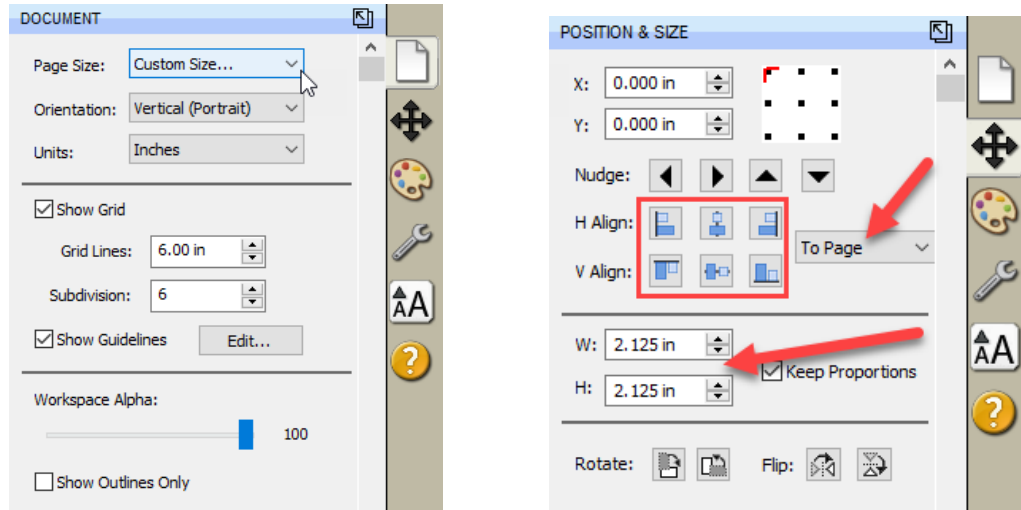 DOCUMENT
Page Size: Custom Size...
Orientation: Vertical (Portrait)
Units: Inches
Show Grid
Grid Lines: 6.00 in
Subdivision: 6
Show Guidelines Edit...
Workspace Alpha:
100
Show Outlines Only
AA
?
POSITION & SIZE
X: 0.000 in
Y: 0.000 in
Nudge:
H Align:
To Page
V Align:
W: 2.125 in
Keep Proportions
H: 2.125 in
Rotate: Flip:
AA
?